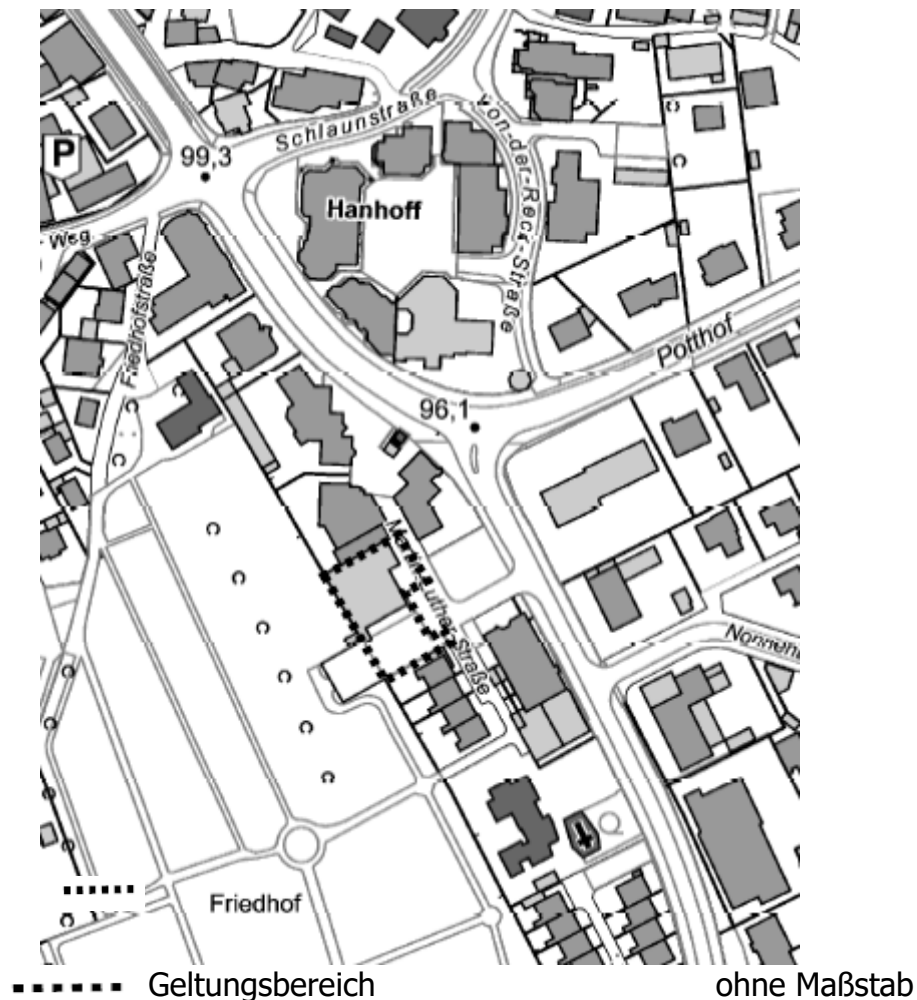 Schlaunstraße
Von-der-Reck-Straße
P
99,3
Hanhoff
Weg
Friedhofstraße
Potthof
96,1
Martin-Luther-Straße
Friedhof
Geltungsbereich
ohne Maßstab